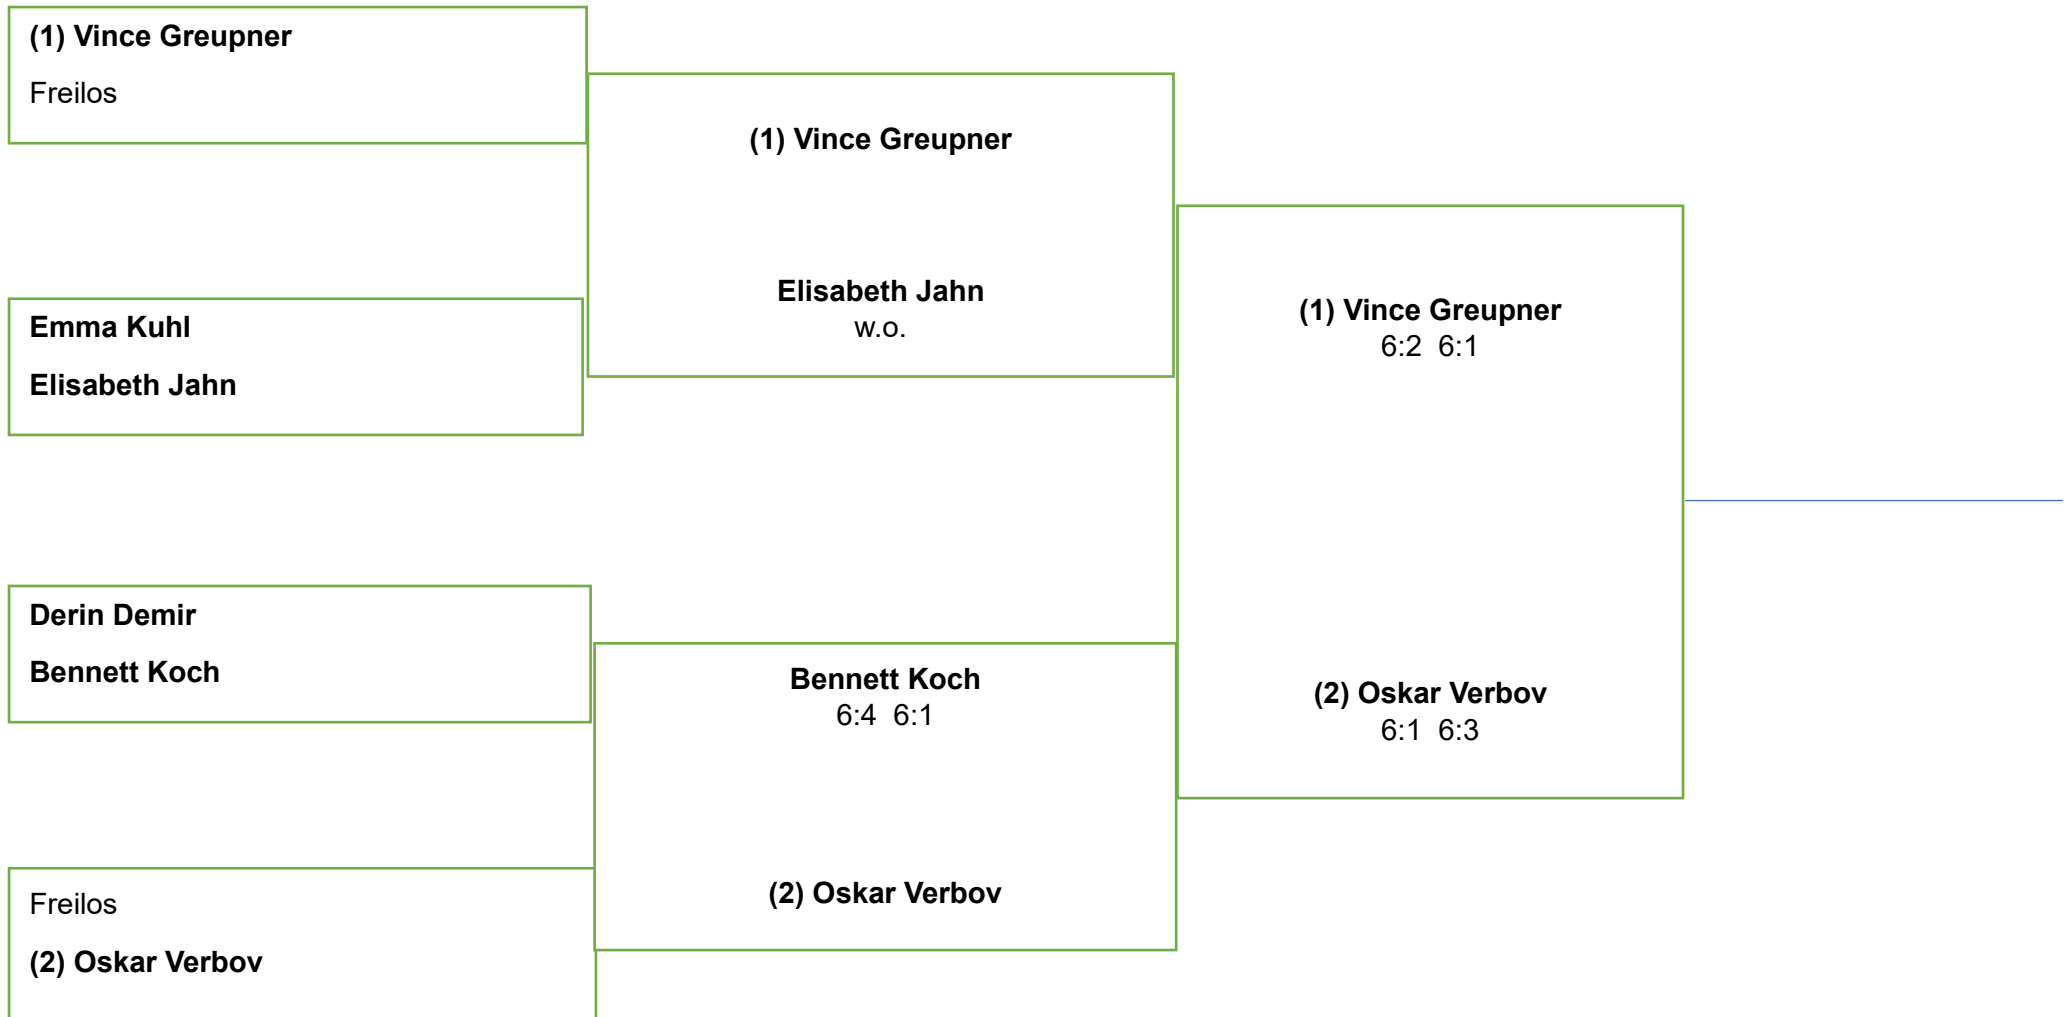 (1) Vince Greupner
Freilos
(1) Vince Greupner
Elisabeth Jahn
w.o.
Emma Kuhl
Elisabeth Jahn
(1) Vince Greupner
6:2 6:1
Derin Demir
Bennett Koch
Bennett Koch
6:4 6:1
(2) Oskar Verbov
6:1 6:3
(2) Oskar Verbov
Freilos
(2) Oskar Verbov